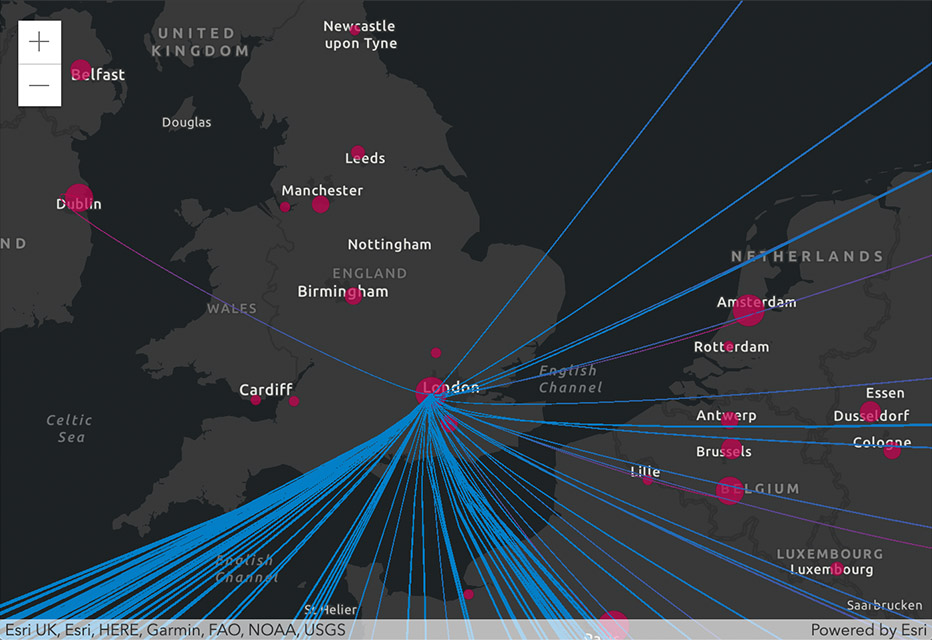 +
−
UNITED
KINGDOM
Newcastle
upon Tyne
Belfast
Douglas
Leeds
Manchester
Dublin
ND
Nottingham
ENGLAND
Birmingham
WALES
NETHERLANDS
Amsterdam
Rotterdam
English
Channel
London
Cardiff
Celtic
Sea
Essen
Antwerp
Dusseldorf
Brussels
Cologne
Lille
BELGIUM
English
Channel
LUXEMBOURG
Luxembourg
St Helier
Saarbrucken
Pa
Esri UK, Esri, HERE, Garmin, FAO, NOAA, USGS
Powered by Esri